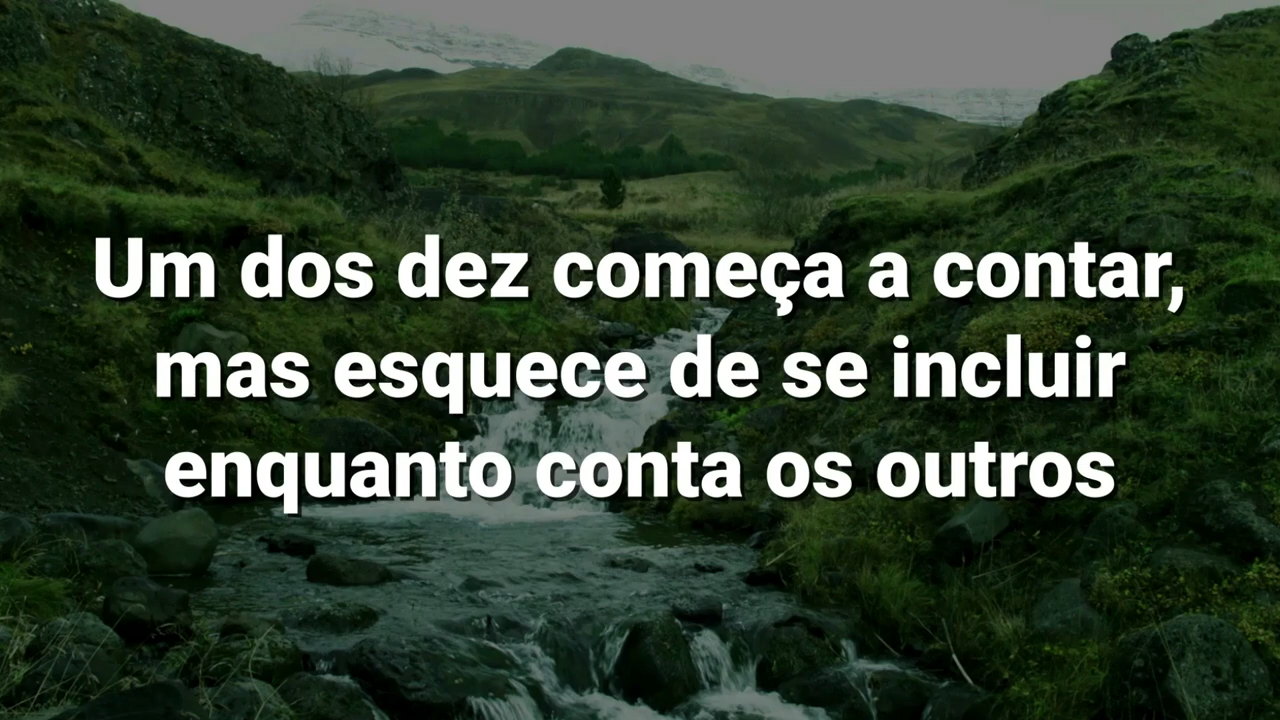 Um dos dez começa a contar,
mas esquece de se incluir
enquanto conta os outros